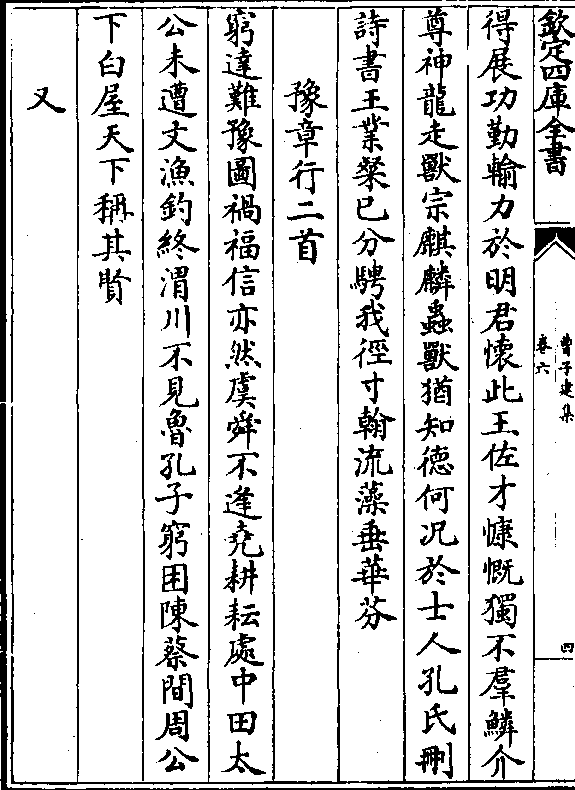 欽定四庫全書
曹子建集
卷六
四
得展功勤輸力於明君懷此王佐才慷慨獨不羣鱗介
尊神龍走獸宗麒麟蟲獸猶知德何况於士人孔氏刪
詩書王業粲已分騁我徑寸翰流藻垂華芬
豫章行二首
窮達難豫圖禍福信亦然虞舜不逢堯耕耘處中田太
公未遭文漁釣終渭川不見魯孔子窮困陳蔡間周公
下白屋天下稱其賢
又